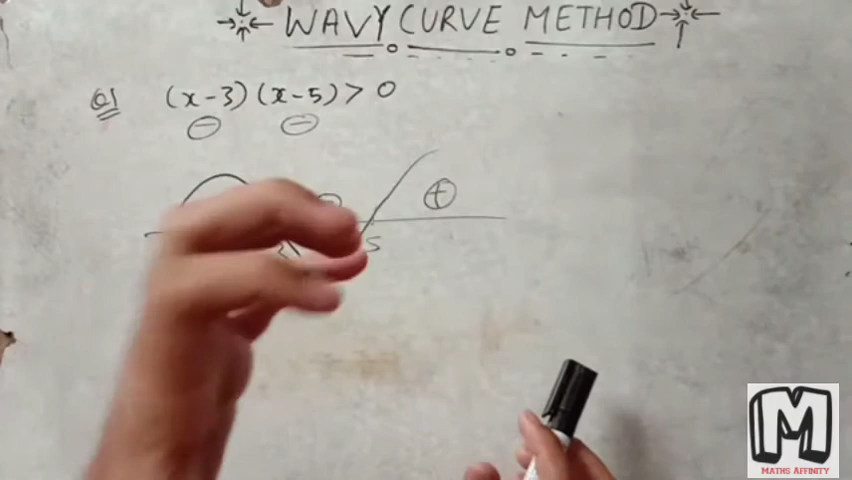 WAVY CURVE METHOD
Q1 (x-3) (x-5) > 0
- -
+
5
M
MATHS AFFINITY